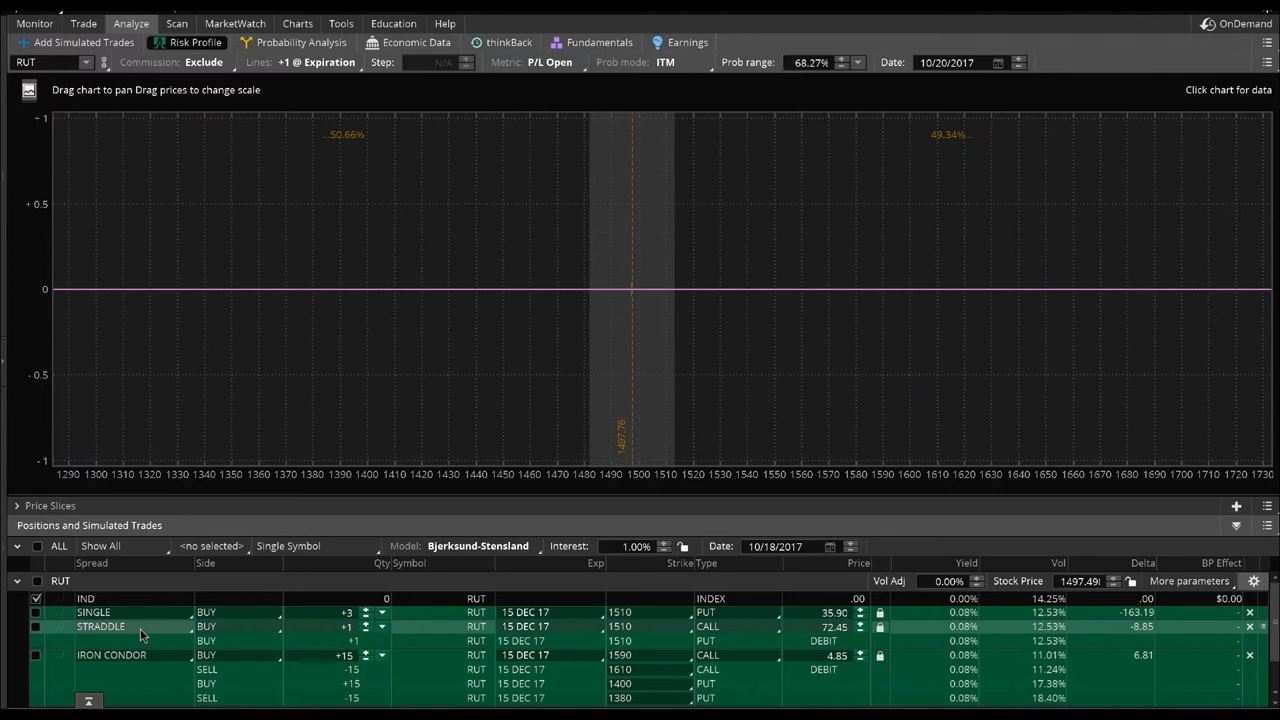 Monitor Trade Analyze Scan MarketWatch Charts Tools Education Help OnDemand
Add Simulated Trades Risk Profile Probability Analysis Economic Data thinkBack Fundamentals Earnings
RUT Commission: Exclude Lines: +1 @ Expiration Step: N/A Metric: P/L Open Prob mode: ITM Prob range: 68.27% Date: 10/20/2017
Drag chart to pan Drag prices to change scale Click chart for data
+ 1
...50.66% 49.34%...
+ 0.5
0
- 0.5
1497.76
- 1
1290 1300 1310 1320 1330 1340 1350 1360 1370 1380 1390 1400 1410 1420 1430 1440 1450 1460 1470 1480 1490 1500 1510 1520 1530 1540 1550 1560 1570 1580 1590 1600 1610 1620 1630 1640 1650 1660 1670 1680 1690 1700 1710 1720 1730
Price Slices
Positions and Simulated Trades
ALL Show All <no selected> Single Symbol Model: Bjerksund-Stensland Interest: 1.00% Date: 10/18/2017
Spread Side Qty Symbol Exp Strike Type Price Yield Vol Delta BP Effect
RUT Vol Adj 0.00% Stock Price 1497.49 More parameters
IND 0 RUT INDEX .00 0.00% 14.25% .00 $0.00
SINGLE BUY +3 RUT 15 DEC 17 1510 PUT 35.90 0.08% 12.53% -163.19
STRADDLE BUY +1 RUT 15 DEC 17 1510 CALL 72.45 0.08% 12.53% -8.85
BUY +1 RUT 15 DEC 17 1510 PUT DEBIT 0.08% 12.53%
IRON CONDOR BUY +15 RUT 15 DEC 17 1590 CALL 4.85 0.08% 11.01% 6.81
SELL -15 RUT 15 DEC 17 1610 CALL DEBIT 0.08% 11.24%
BUY +15 RUT 15 DEC 17 1400 PUT 0.08% 17.38%
SELL -15 RUT 15 DEC 17 1380 PUT 0.08% 18.40%